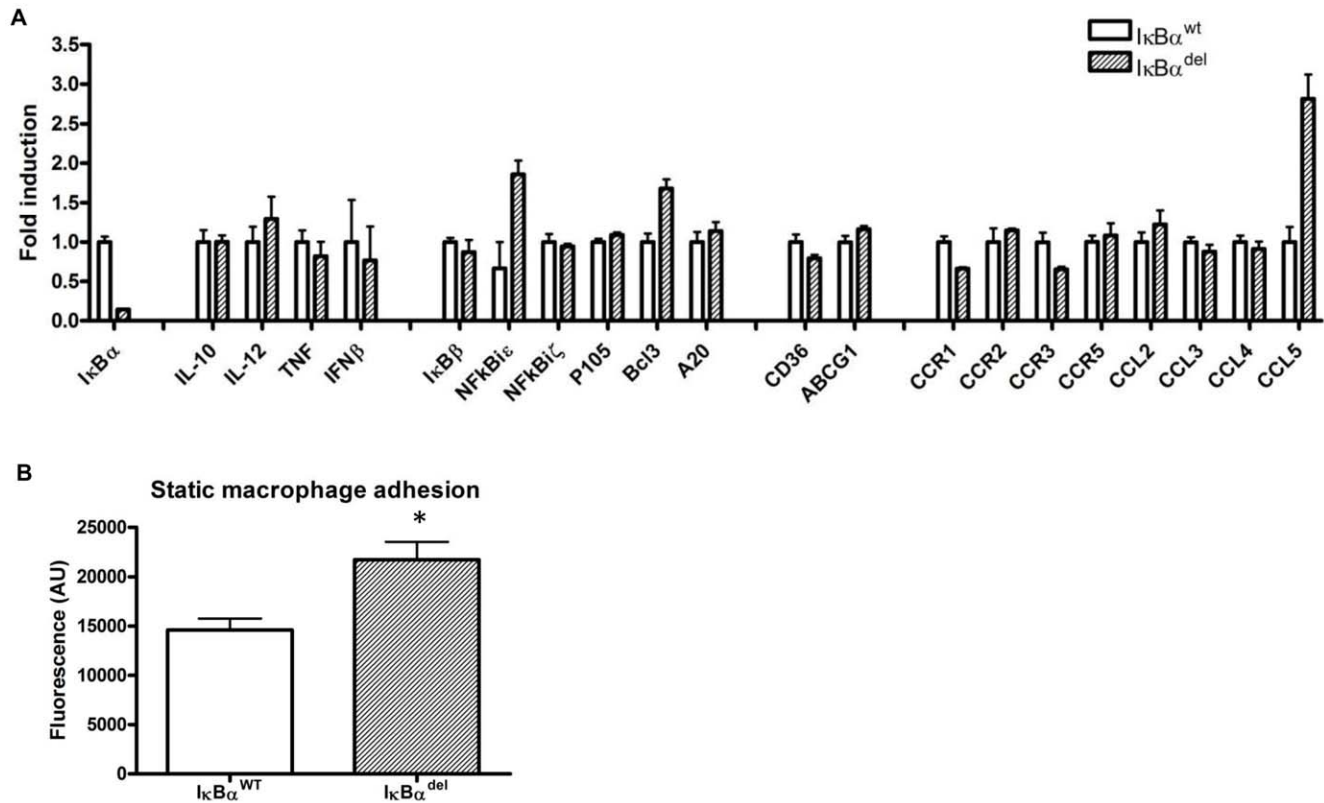 A
IκBα^wt
IκBα^del
Fold induction
3.5
3.0
2.5
2.0
1.5
1.0
0.5
0.0
IκBα
IL-10
IL-12
TNF
IFNβ
IκBβ
NFkBiε
NFkBiζ
P105
Bcl3
A20
CD36
ABCG1
CCR1
CCR2
CCR3
CCR5
CCL2
CCL3
CCL4
CCL5
B
Static macrophage adhesion
*
Fluorescence (AU)
25000
20000
15000
10000
5000
0
IκBα^WT
IκBα^del